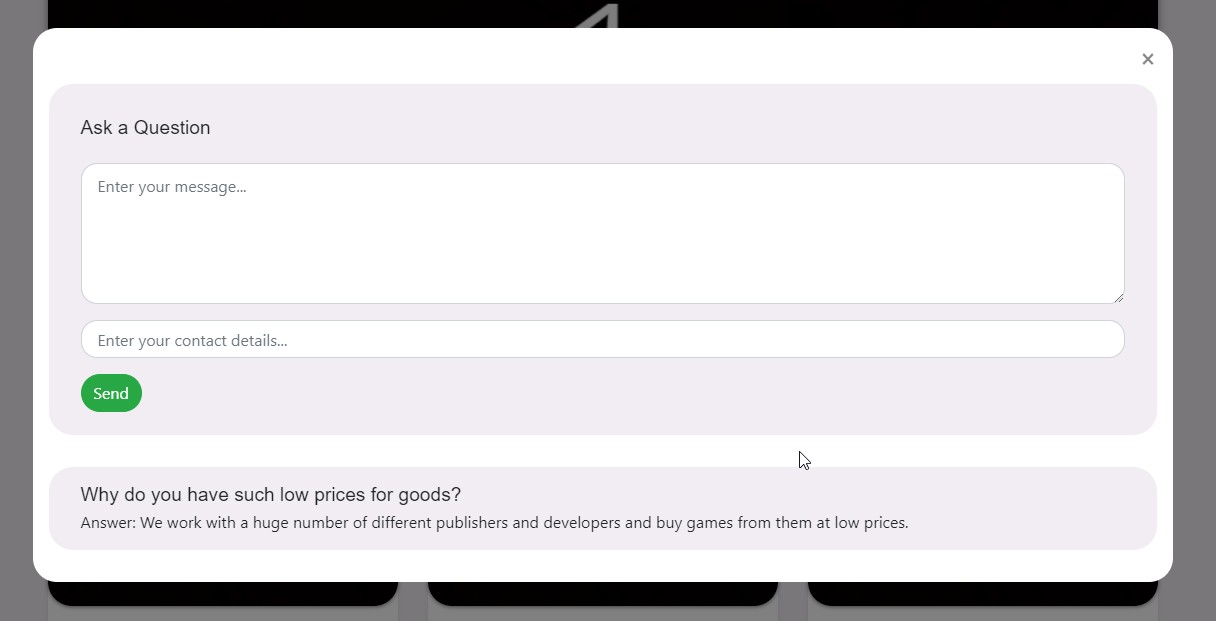 ×
Ask a Question
Enter your message...
Enter your contact details...
Send
Why do you have such low prices for goods?
Answer: We work with a huge number of different publishers and developers and buy games from them at low prices.